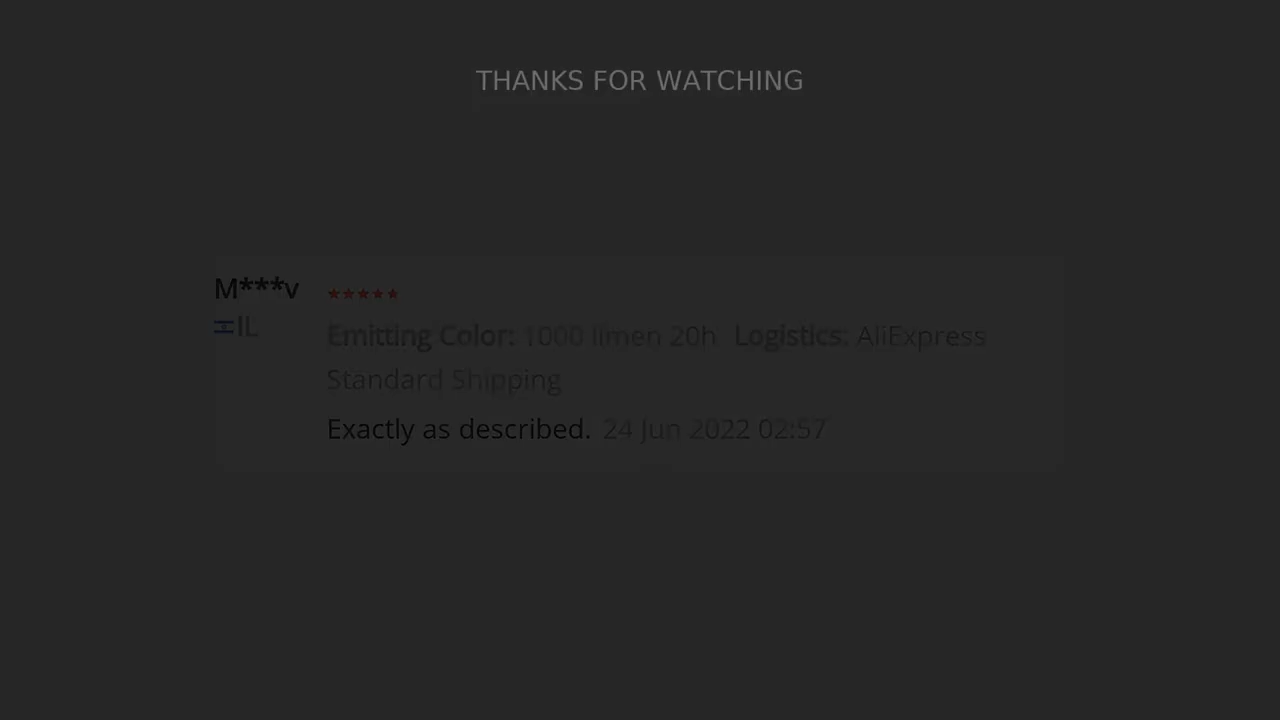 THANKS FOR WATCHING
M***v
IL
Emitting Color: 1000 limen 20h Logistics: AliExpress
Standard Shipping
Exactly as described. 24 Jun 2022 02:57